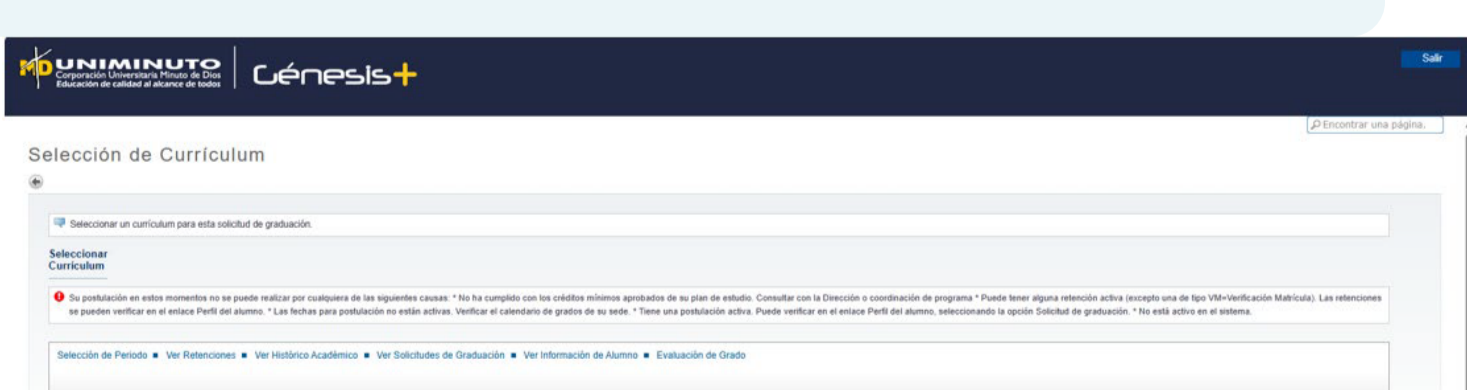 UNIMINUTO
Corporación Universitaria Minuto de Dios
Educación de calidad al alcance de todos
Génesis+
Salir
Encontrar una página.
Selección de Currículum
Seleccionar un currículum para esta solicitud de graduación.
Seleccionar
Curriculum
Su postulación en estos momentos no se puede realizar por cualquiera de las siguientes causas: * No ha cumplido con los créditos mínimos aprobados de su plan de estudio. Consultar con la Dirección o coordinación de programa * Puede tener alguna retención activa (excepto una de tipo VM=Verificación Matrícula). Las retenciones
se pueden verificar en el enlace Perfil del alumno. * Las fechas para postulación no están activas. Verificar el calendario de grados de su sede. * Tiene una postulación activa. Puede verificar en el enlace Perfil del alumno, seleccionando la opción Solicitud de graduación. * No está activo en el sistema.
Selección de Periodo ■ Ver Retenciones ■ Ver Histórico Académico ■ Ver Solicitudes de Graduación ■ Ver Información de Alumno ■ Evaluación de Grado